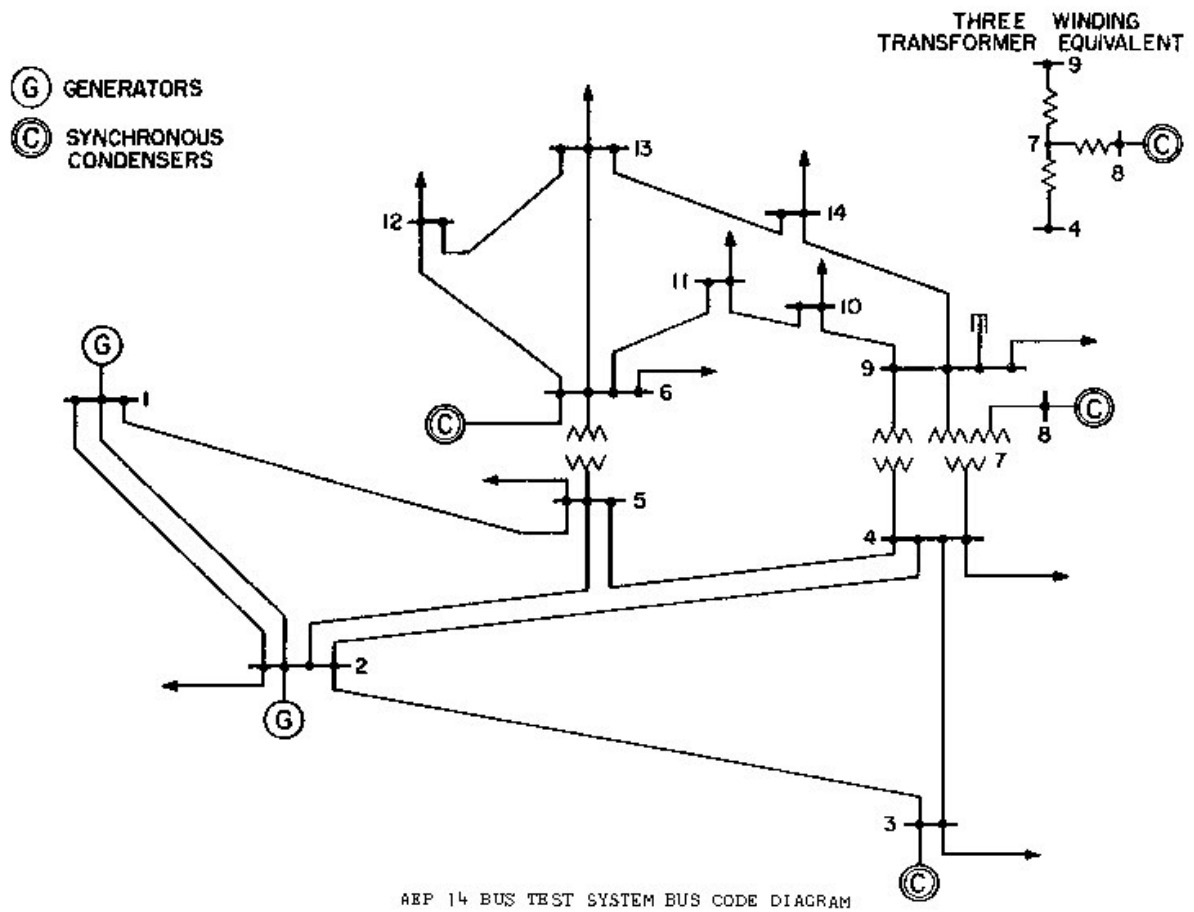 THREE WINDING
TRANSFORMER EQUIVALENT
9
7
C
8
4
G GENERATORS
C SYNCHRONOUS
CONDENSERS
13
12
14
11
10
G
1
9
6
C
C
8
7
5
4
2
G
3
C
AEP 14 BUS TEST SYSTEM BUS CODE DIAGRAM